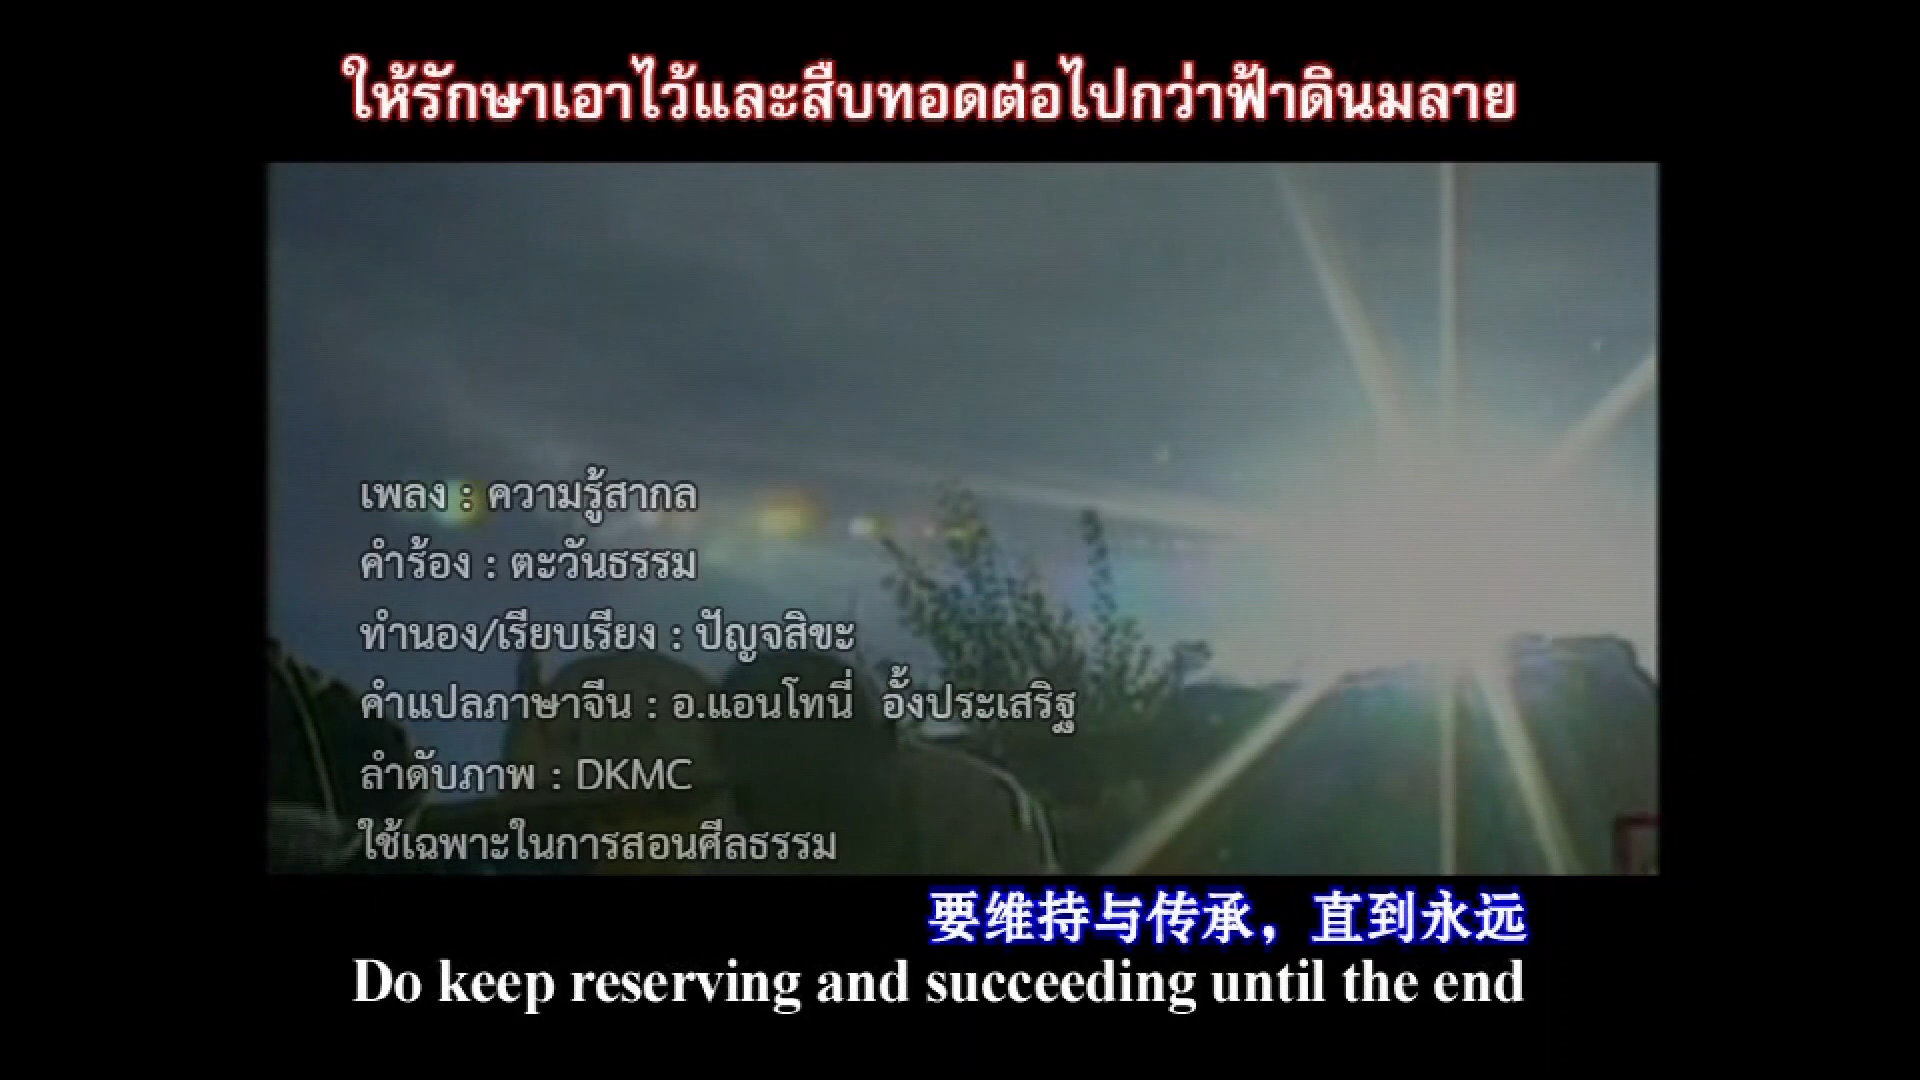 ให้รักษาเอาไว้และสืบทอดต่อไปกว่าฟ้าดินมลาย
เพลง : ความรู้สากล
คำร้อง : ตะวันธรรม
ทำนอง/เรียบเรียง : ปัญจสิขะ
คำแปลภาษาจีน : อ.แอนโทนี่ อั้งประเสริฐ
ลำดับภาพ : DKMC
ใช้เฉพาะในการสอนศีลธรรม
要维持与传承，直到永远
Do keep reserving and succeeding until the end